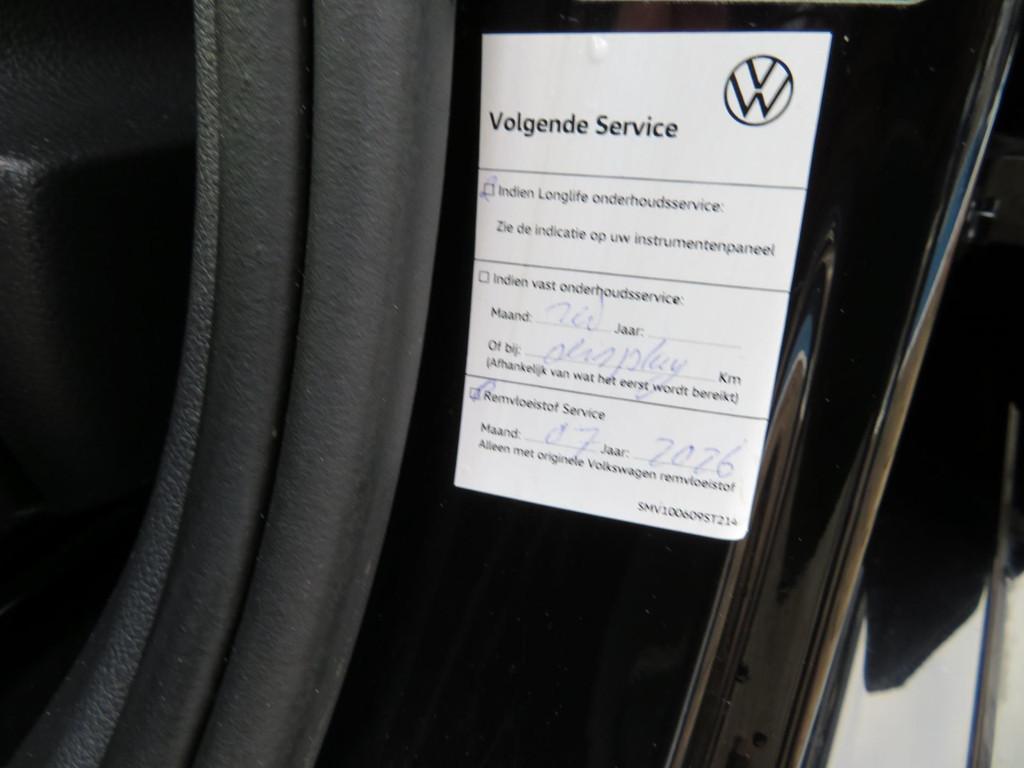 Volgende Service
Indien Longlife onderhoudsservice:
Zie de indicatie op uw instrumentenpaneel
Indien vast onderhoudsservice:
Maand: zie Jaar:
Of bij: display Km
(Afhankelijk van wat het eerst wordt bereikt)
Remvloeistof Service
Maand: 07 Jaar: 2026
Alleen met originele Volkswagen remvloeistof
SMV100609ST214